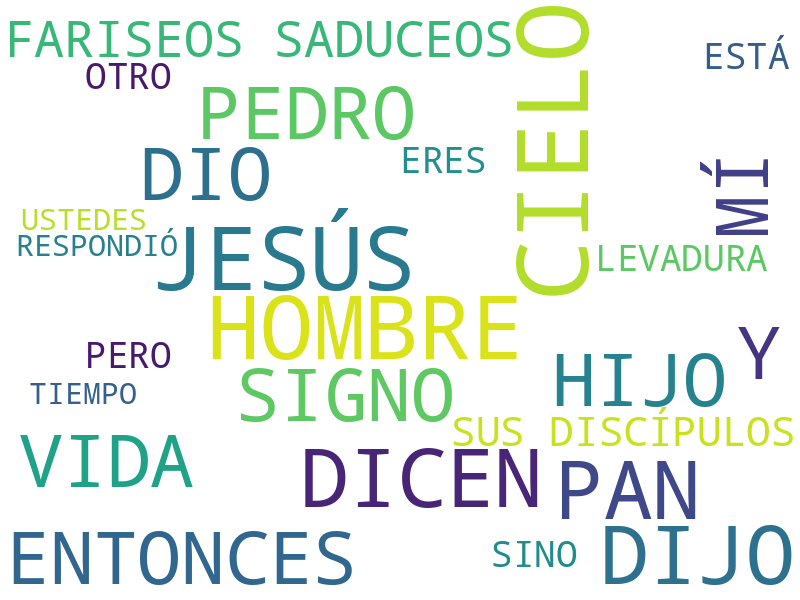 FARISEOS SADUCEOS
CIELO
ESTÁ
OTRO
PEDRO
DIO
ERES
MÍ
USTEDES
RESPONDIÓ
JESÚS
LEVADURA
HOMBRE
PERO
Y
HIJO
TIEMPO
SIGNO
SUS DISCÍPULOS
VIDA
DICEN
PAN
ENTONCES
SINO
DIJO